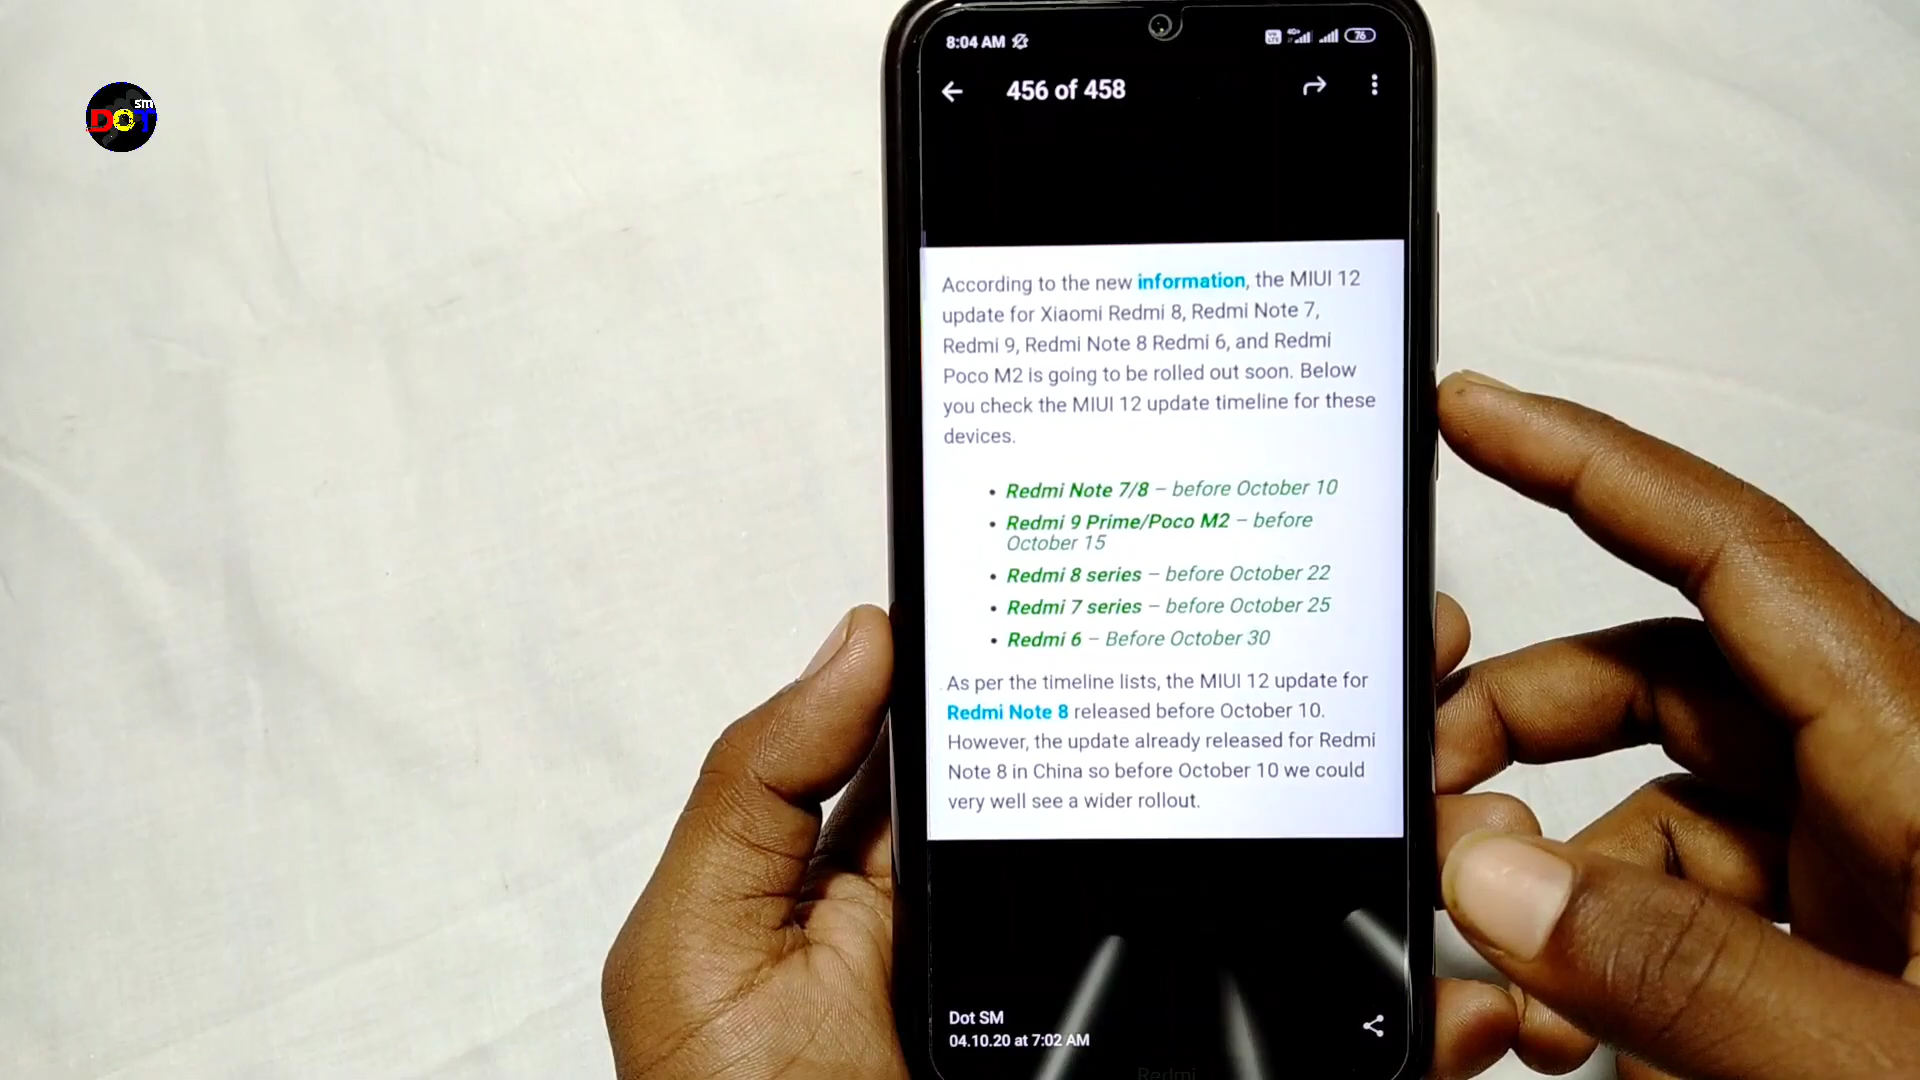 sm
DOT
8:04 AM
76
456 of 458
According to the new information, the MIUI 12
update for Xiaomi Redmi 8, Redmi Note 7,
Redmi 9, Redmi Note 8 Redmi 6, and Redmi
Poco M2 is going to be rolled out soon. Below
you check the MIUI 12 update timeline for these
devices.
• Redmi Note 7/8 – before October 10
• Redmi 9 Prime/Poco M2 – before
October 15
• Redmi 8 series – before October 22
• Redmi 7 series – before October 25
• Redmi 6 – Before October 30
As per the timeline lists, the MIUI 12 update for
Redmi Note 8 released before October 10.
However, the update already released for Redmi
Note 8 in China so before October 10 we could
very well see a wider rollout.
Dot SM
04.10.20 at 7:02 AM
Redmi